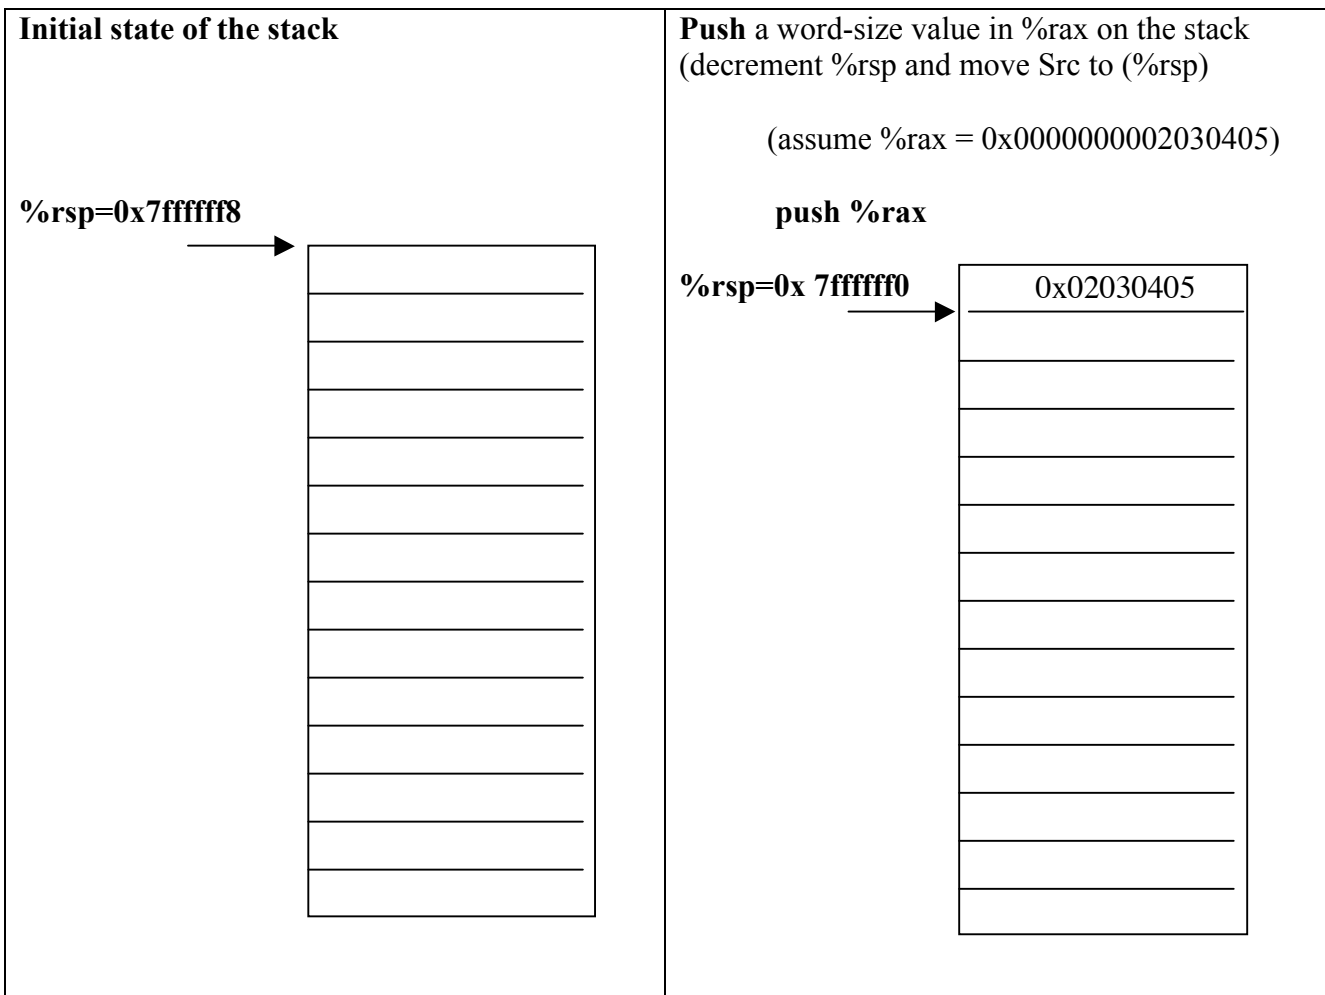 Initial state of the stack
%rsp=0x7ffffff8
Push a word-size value in %rax on the stack
(decrement %rsp and move Src to (%rsp)
(assume %rax = 0x0000000002030405)
push %rax
%rsp=0x 7ffffff0
0x02030405